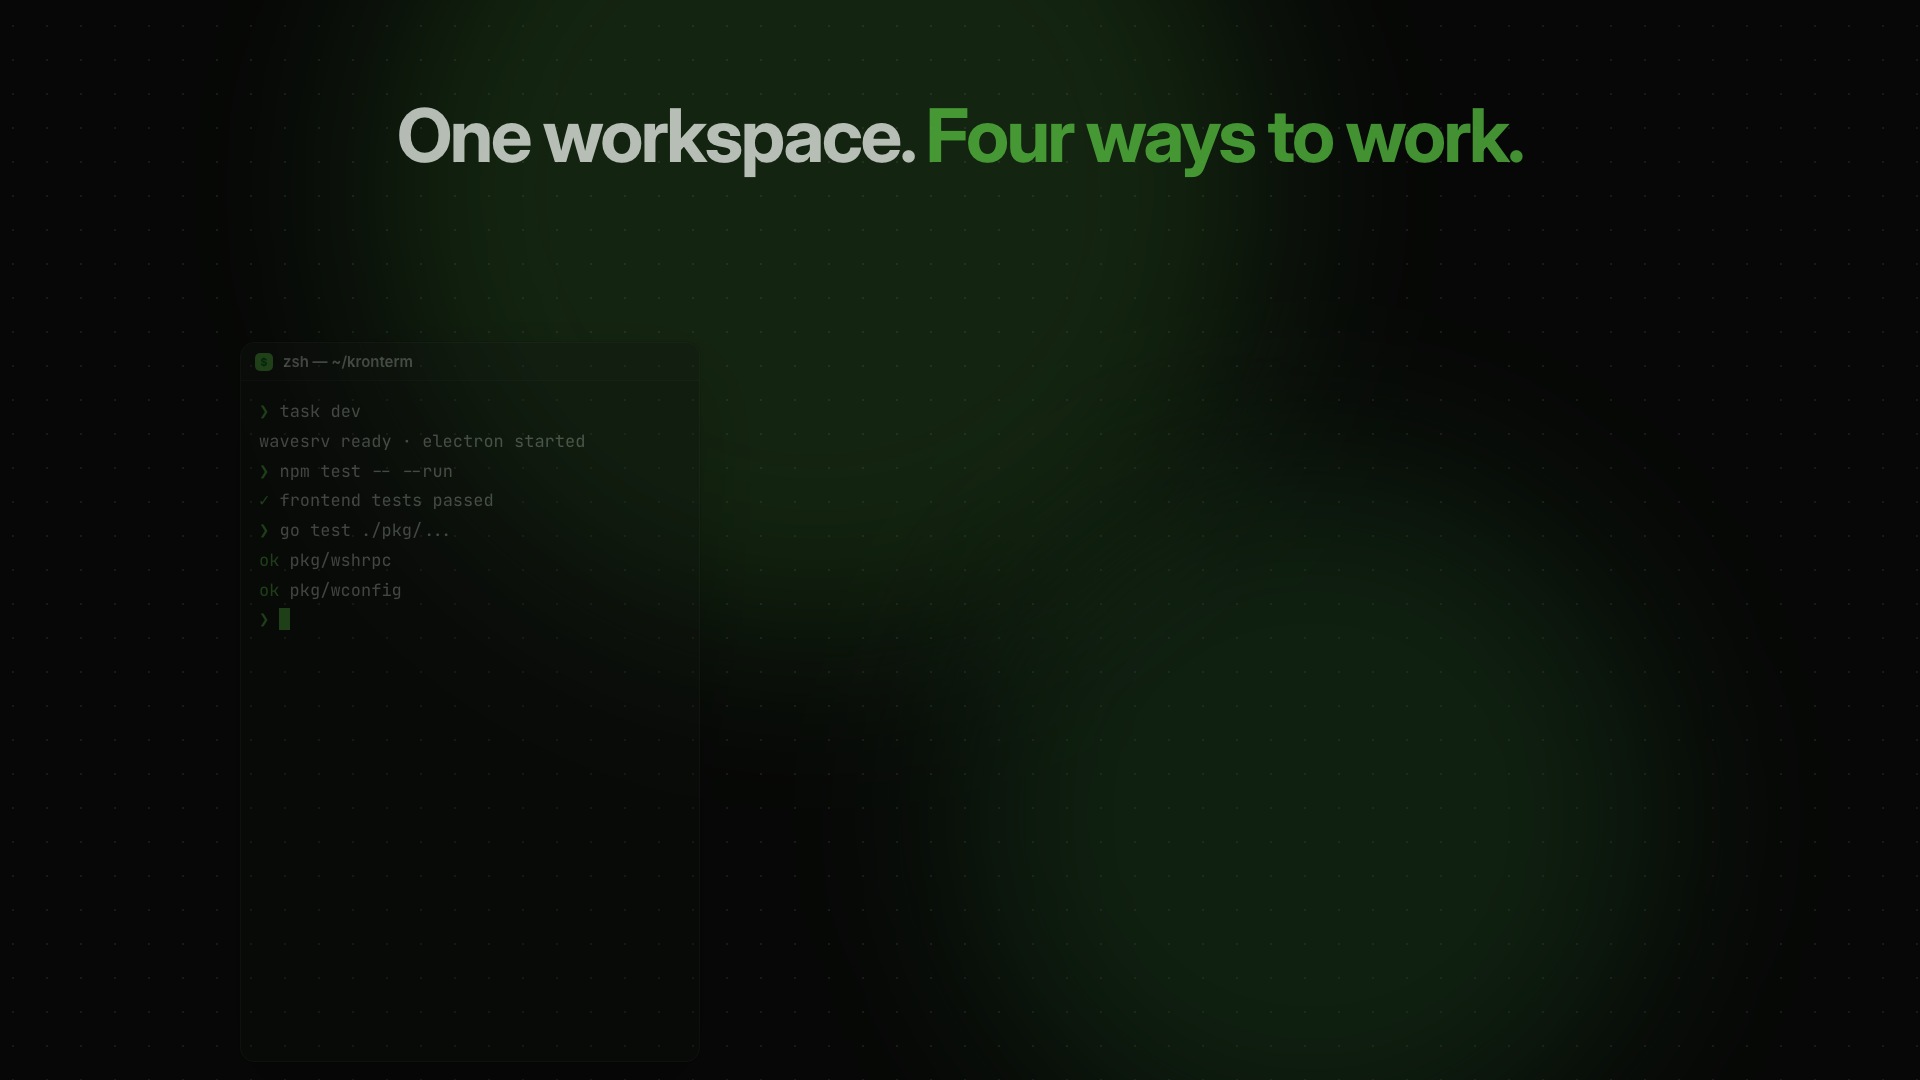 One workspace. Four ways to work.
$ zsh — ~/kronterm
❯ task dev
wavesrv ready · electron started
❯ npm test -- --run
✓ frontend tests passed
❯ go test ./pkg/...
ok pkg/wshrpc
ok pkg/wconfig
❯